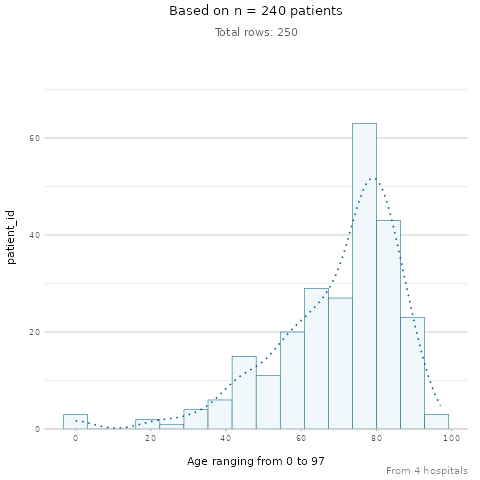 Based on n = 240 patients
Total rows: 250
patient_id
60
40
20
0
0 20 40 60 80 100
Age ranging from 0 to 97
From 4 hospitals